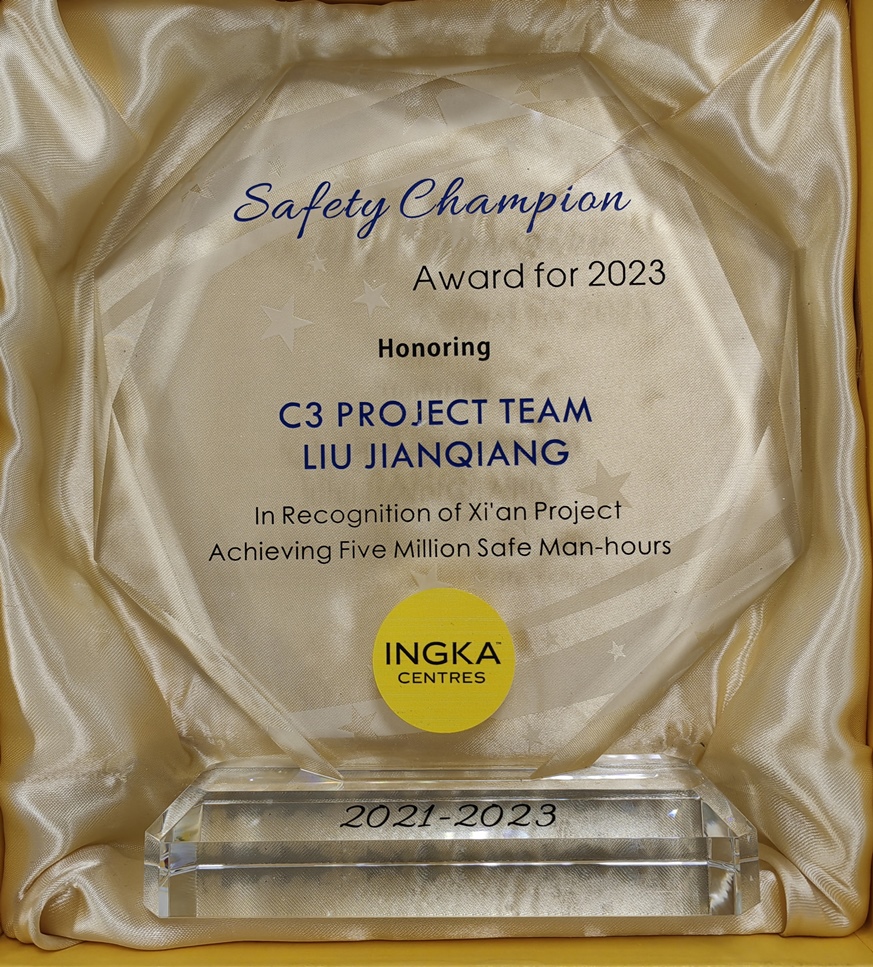 Safety Champion
Award for 2023
Honoring
C3 PROJECT TEAM
LIU JIANQIANG
In Recognition of Xi'an Project
Achieving Five Million Safe Man-hours
INGKA™
CENTRES
2021-2023